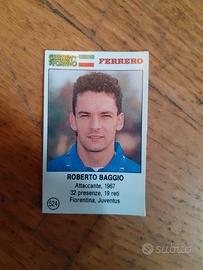 FERRERO
ROBERTO BAGGIO
Attaccante, 1967
32 presenze, 19 reti
Fiorentina, Juventus
524
subito